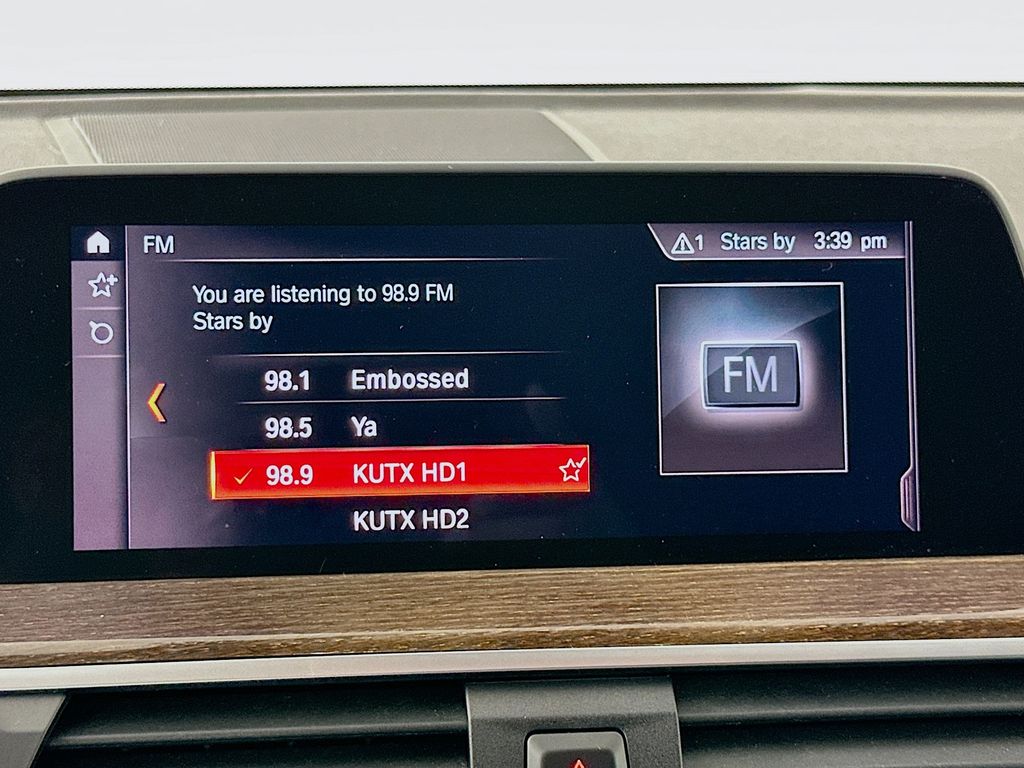 FM
1 Stars by 3:39 pm
You are listening to 98.9 FM
Stars by
FM
98.1 Embossed
98.5 Ya
98.9 KUTX HD1
KUTX HD2